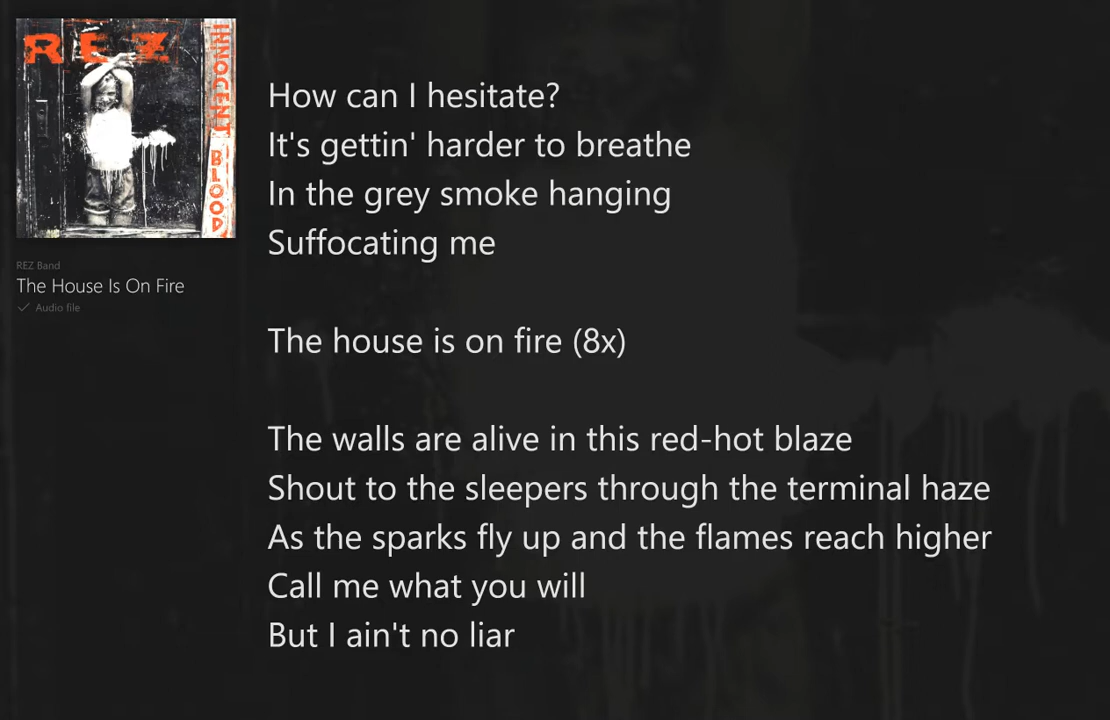 REZ
INNOCENT BLOOD
REZ Band
The House Is On Fire
Audio file
How can I hesitate?
It's gettin' harder to breathe
In the grey smoke hanging
Suffocating me
The house is on fire (8x)
The walls are alive in this red-hot blaze
Shout to the sleepers through the terminal haze
As the sparks fly up and the flames reach higher
Call me what you will
But I ain't no liar